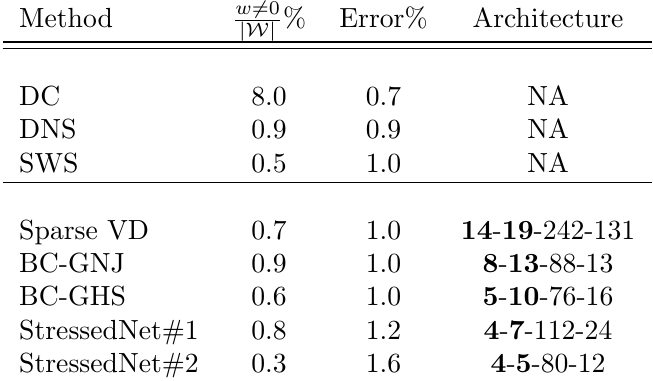 Method w≠0/|𝒲| % Error% Architecture
DC 8.0 0.7 NA
DNS 0.9 0.9 NA
SWS 0.5 1.0 NA
Sparse VD 0.7 1.0 14-19-242-131
BC-GNJ 0.9 1.0 8-13-88-13
BC-GHS 0.6 1.0 5-10-76-16
StressedNet#1 0.8 1.2 4-7-112-24
StressedNet#2 0.3 1.6 4-5-80-12